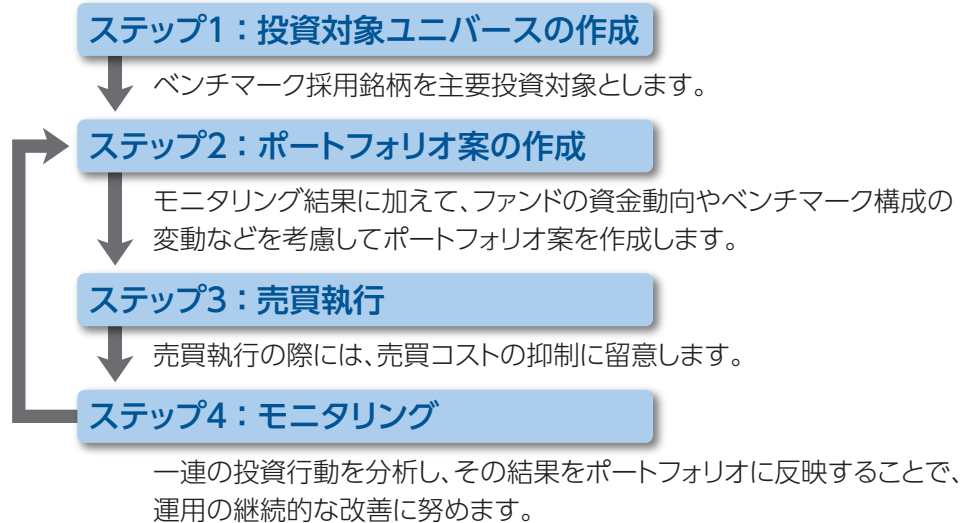 ステップ1：投資対象ユニバースの作成
ベンチマーク採用銘柄を主要投資対象とします。
ステップ2：ポートフォリオ案の作成
モニタリング結果に加えて、ファンドの資金動向やベンチマーク構成の
変動などを考慮してポートフォリオ案を作成します。
ステップ3：売買執行
売買執行の際には、売買コストの抑制に留意します。
ステップ4：モニタリング
一連の投資行動を分析し、その結果をポートフォリオに反映することで、
運用の継続的な改善に努めます。